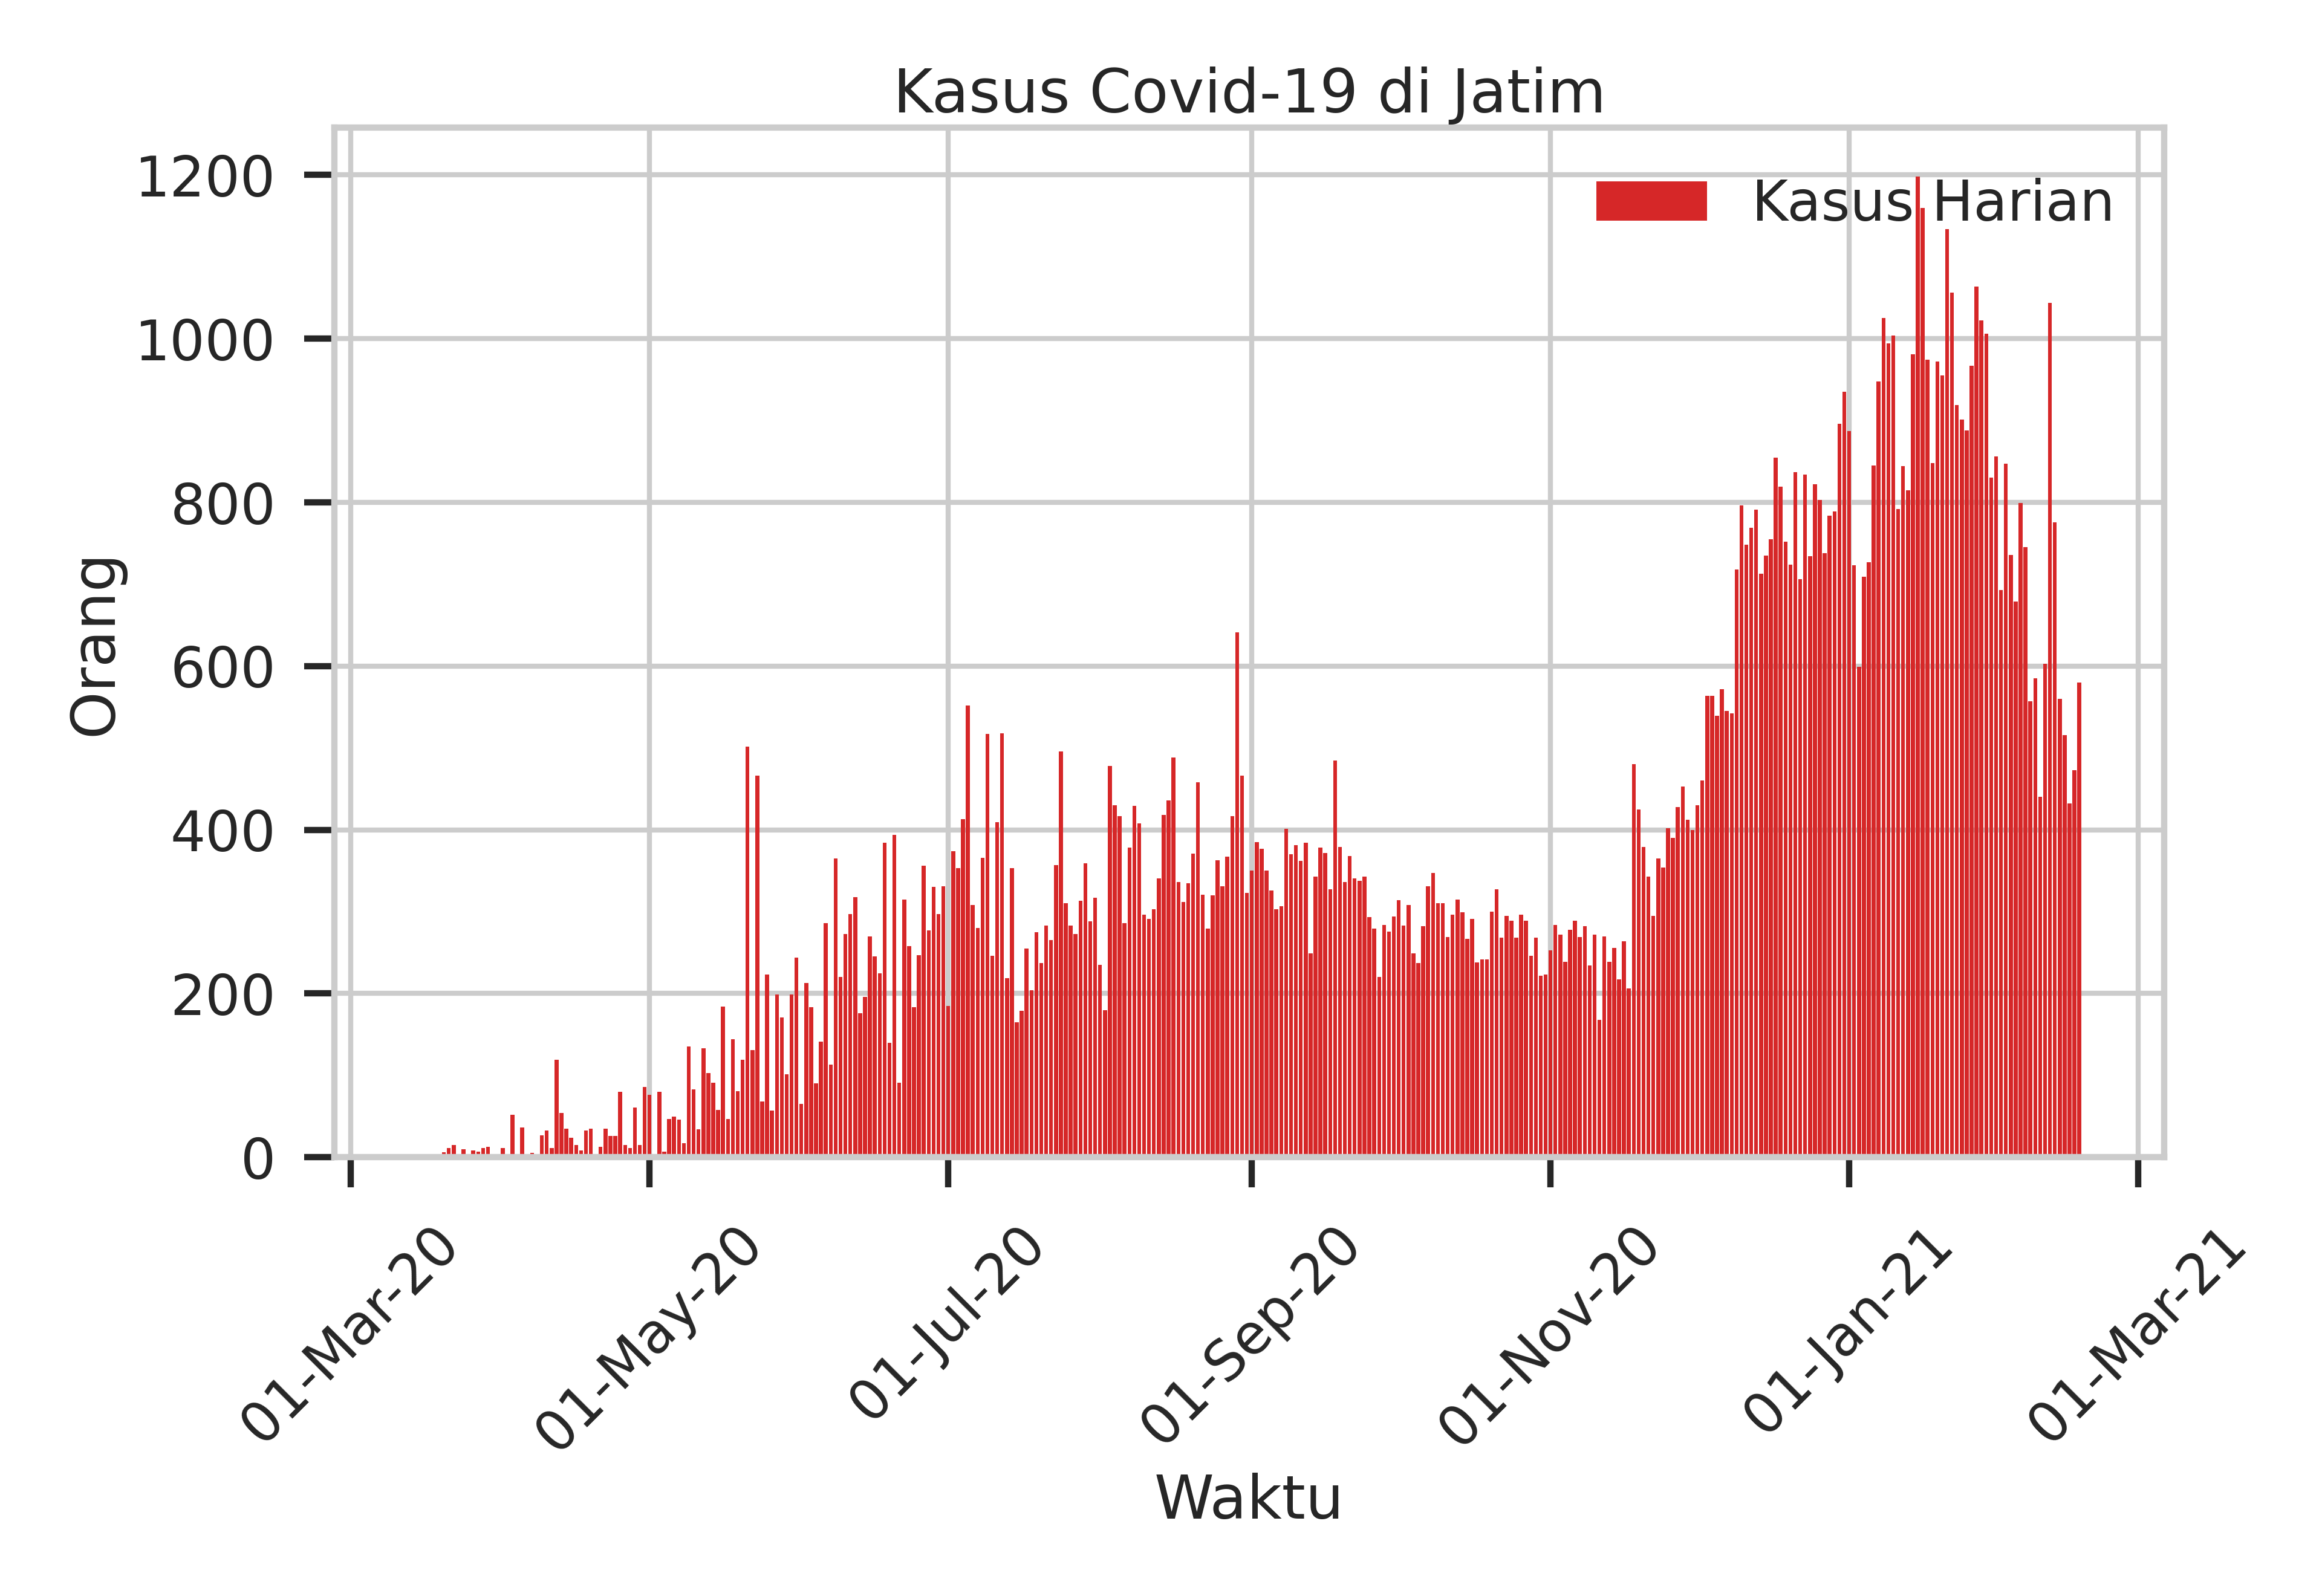 Kasus Covid-19 di Jatim
Kasus Harian
Orang
1200
1000
800
600
400
200
0
01-Mar-20
01-May-20
01-Jul-20
01-Sep-20
01-Nov-20
01-Jan-21
01-Mar-21
Waktu